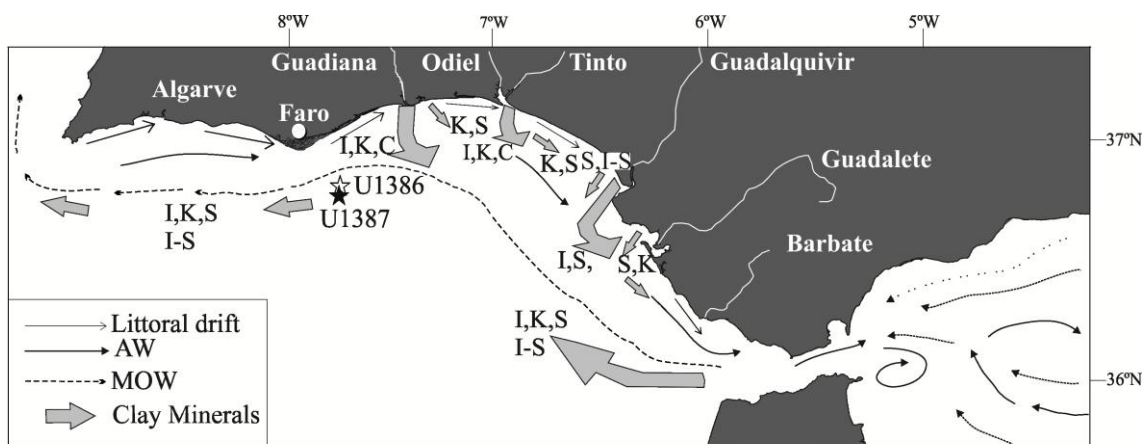 8°W 7°W 6°W 5°W
Guadiana Odiel Tinto Guadalquivir
Algarve
Faro
K,S
I,K,C I,K,C K,S S,I-S
37°N
Guadalete
U1386
U1387
I,K,S
I-S
Barbate
I,S, S,K
I,K,S
I-S
36°N
Littoral drift
AW
MOW
Clay Minerals